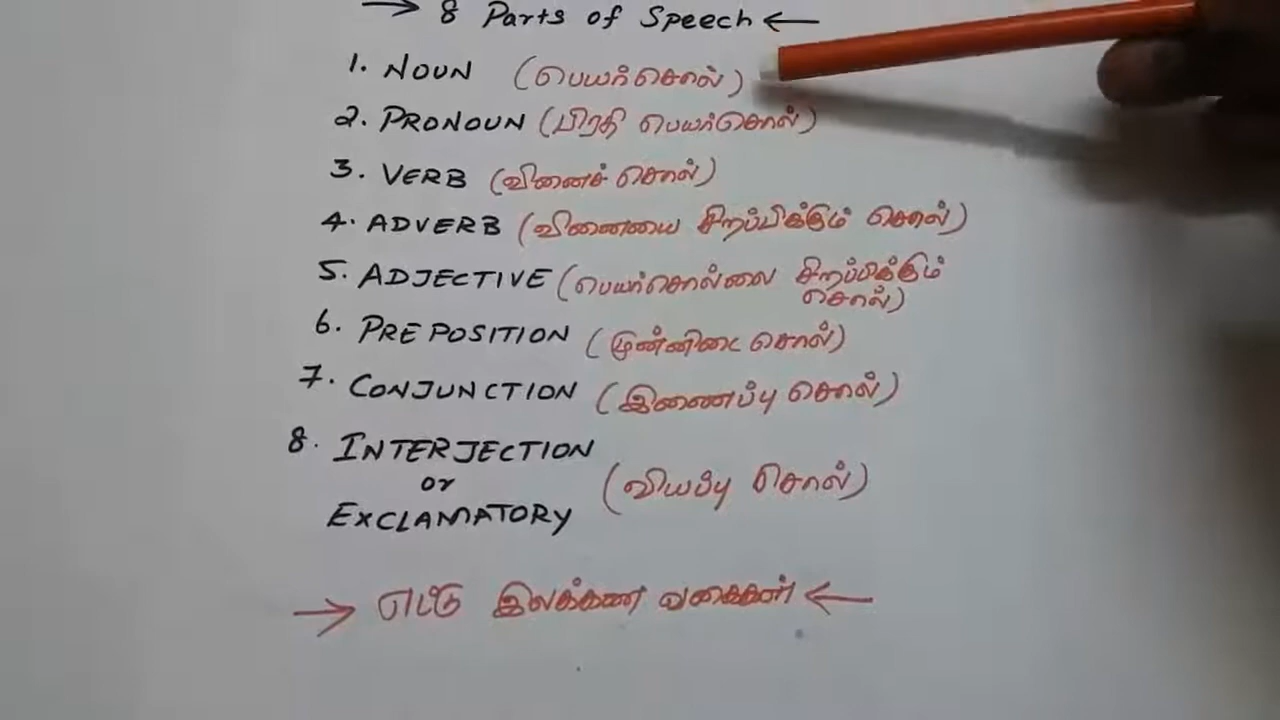 → 8 Parts of Speech ←
1. NOUN (பெயர்சொல்)
2. PRONOUN (பிரதி பெயர்சொல்)
3. VERB (வினைச் சொல்)
4. ADVERB (வினையை சிறப்பிக்கும் சொல்)
5. ADJECTIVE (பெயர்சொல்லை சிறப்பிக்கும்
சொல்)
6. PREPOSITION (முன்னிடை சொல்)
7. CONJUNCTION (இணைப்பு சொல்)
8. INTERJECTION
or
EXCLAMATORY (வியப்பு சொல்)
→ எட்டு இலக்கண வகைகள் ←